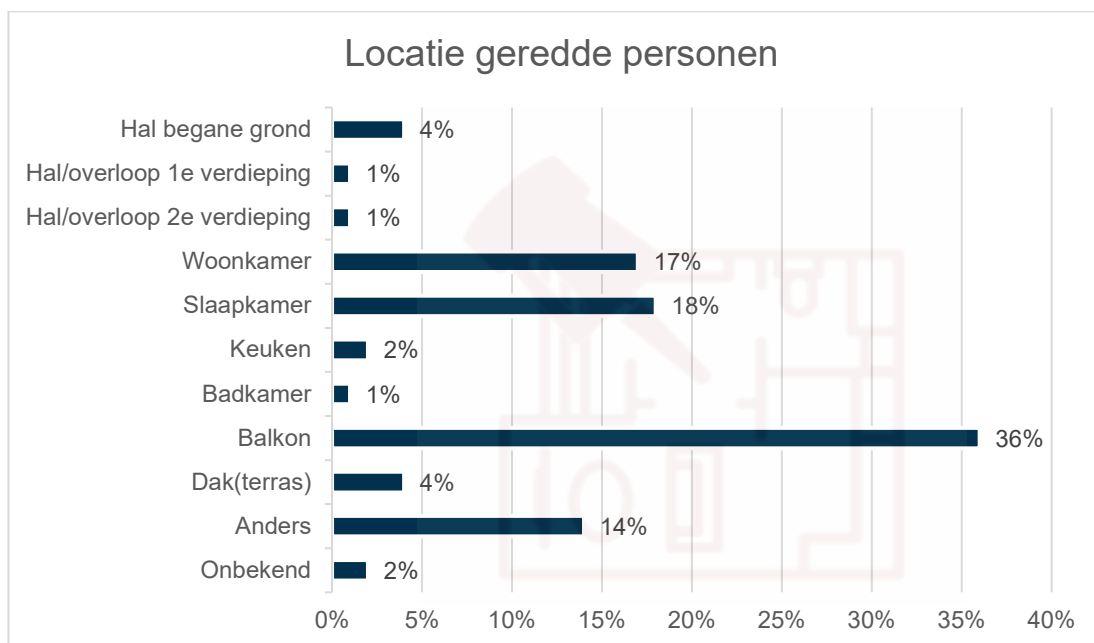 Locatie geredde personen
Hal begane grond 4%
Hal/overloop 1e verdieping 1%
Hal/overloop 2e verdieping 1%
Woonkamer 17%
Slaapkamer 18%
Keuken 2%
Badkamer 1%
Balkon 36%
Dak(terras) 4%
Anders 14%
Onbekend 2%
0% 5% 10% 15% 20% 25% 30% 35% 40%